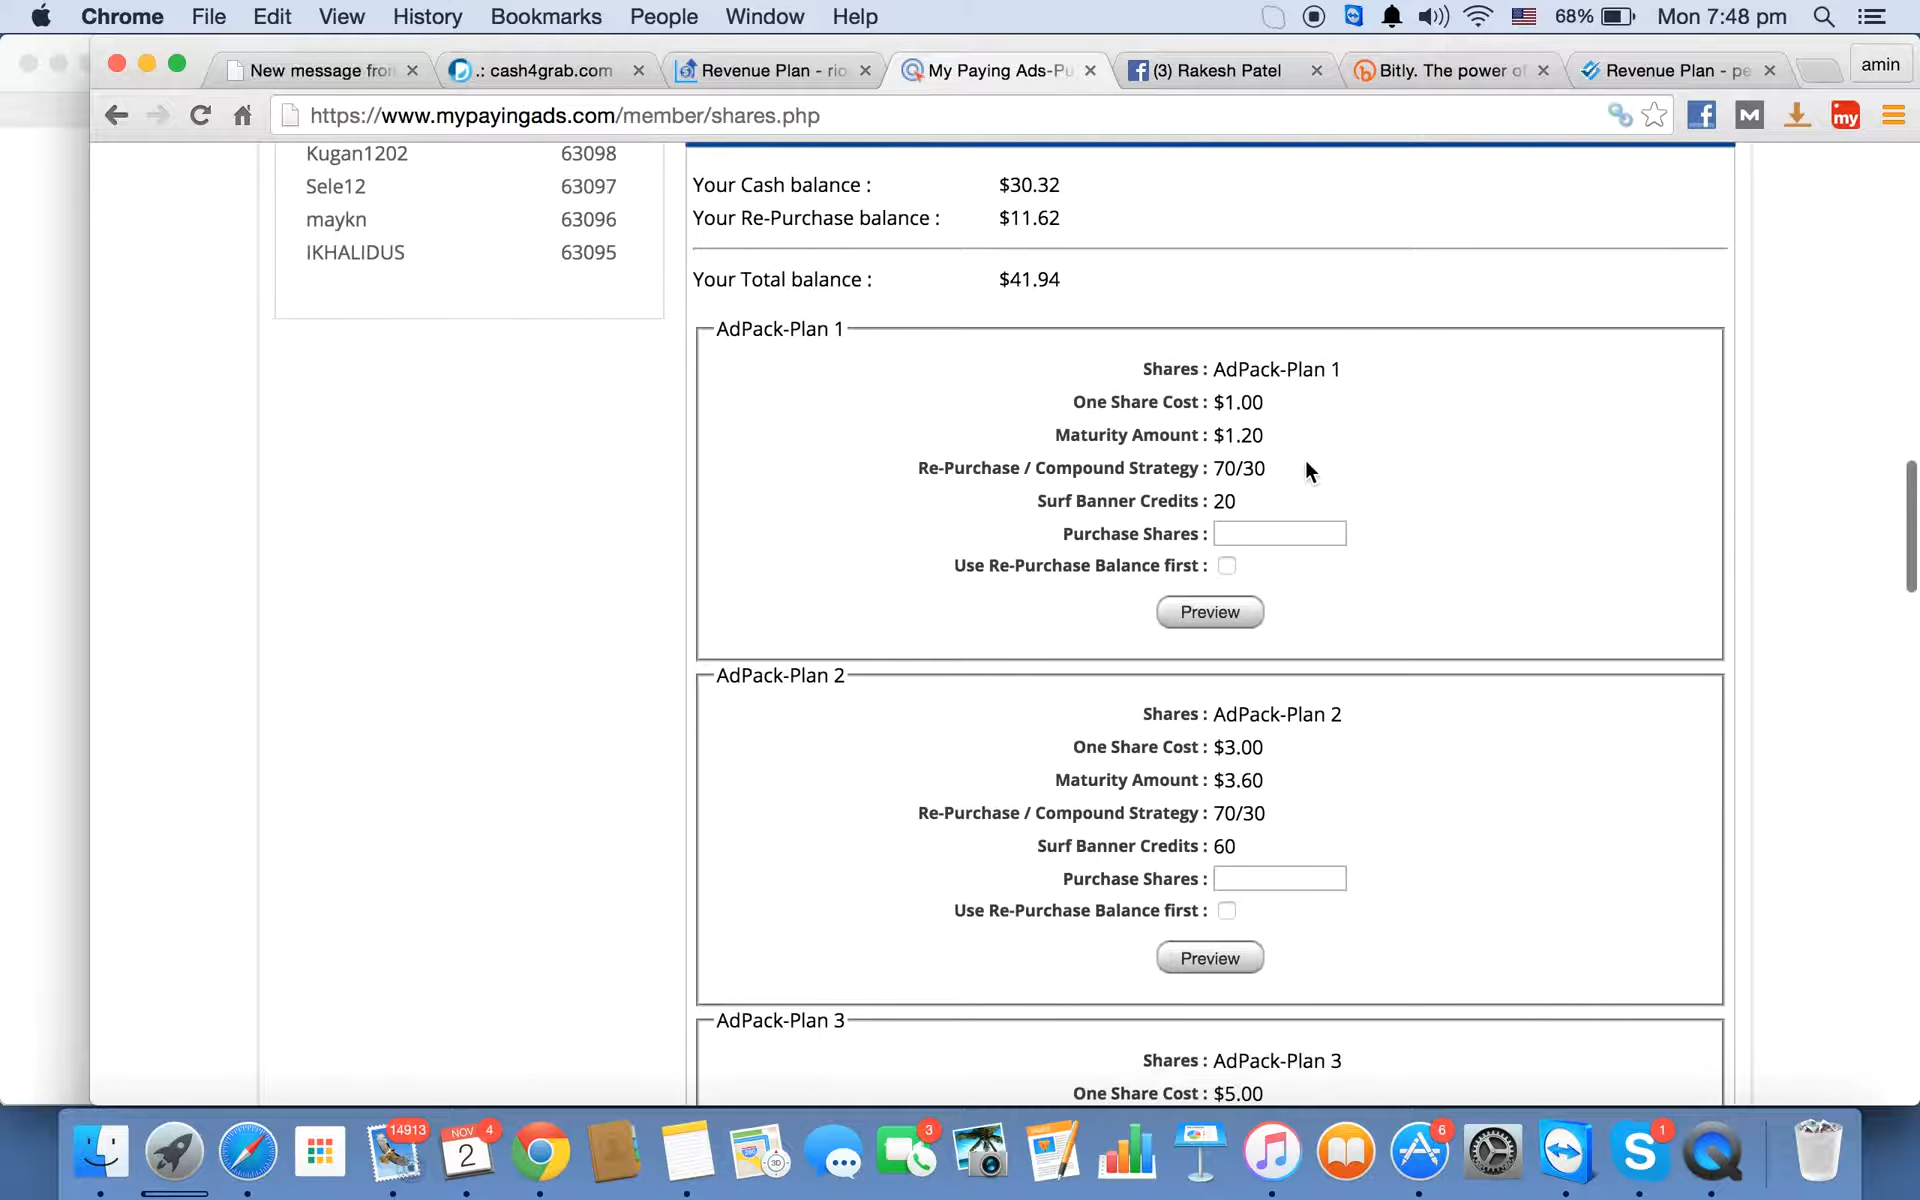 Chrome File Edit View History Bookmarks People Window Help 68% Mon 7:48 pm
New message from
.: cash4grab.com
Revenue Plan - rio
My Paying Ads-Pu
(3) Rakesh Patel
Bitly. The power of
Revenue Plan - pe
amin
https://www.mypayingads.com/member/shares.php
my
Kugan1202 63098
Sele12 63097
maykn 63096
IKHALIDUS 63095
Your Cash balance : $30.32
Your Re-Purchase balance : $11.62
Your Total balance : $41.94
AdPack-Plan 1
Shares : AdPack-Plan 1
One Share Cost : $1.00
Maturity Amount : $1.20
Re-Purchase / Compound Strategy : 70/30
Surf Banner Credits : 20
Purchase Shares :
Use Re-Purchase Balance first :
Preview
AdPack-Plan 2
Shares : AdPack-Plan 2
One Share Cost : $3.00
Maturity Amount : $3.60
Re-Purchase / Compound Strategy : 70/30
Surf Banner Credits : 60
Purchase Shares :
Use Re-Purchase Balance first :
Preview
AdPack-Plan 3
Shares : AdPack-Plan 3
One Share Cost : $5.00
14913
NOV 4
2
3D
3
6
1